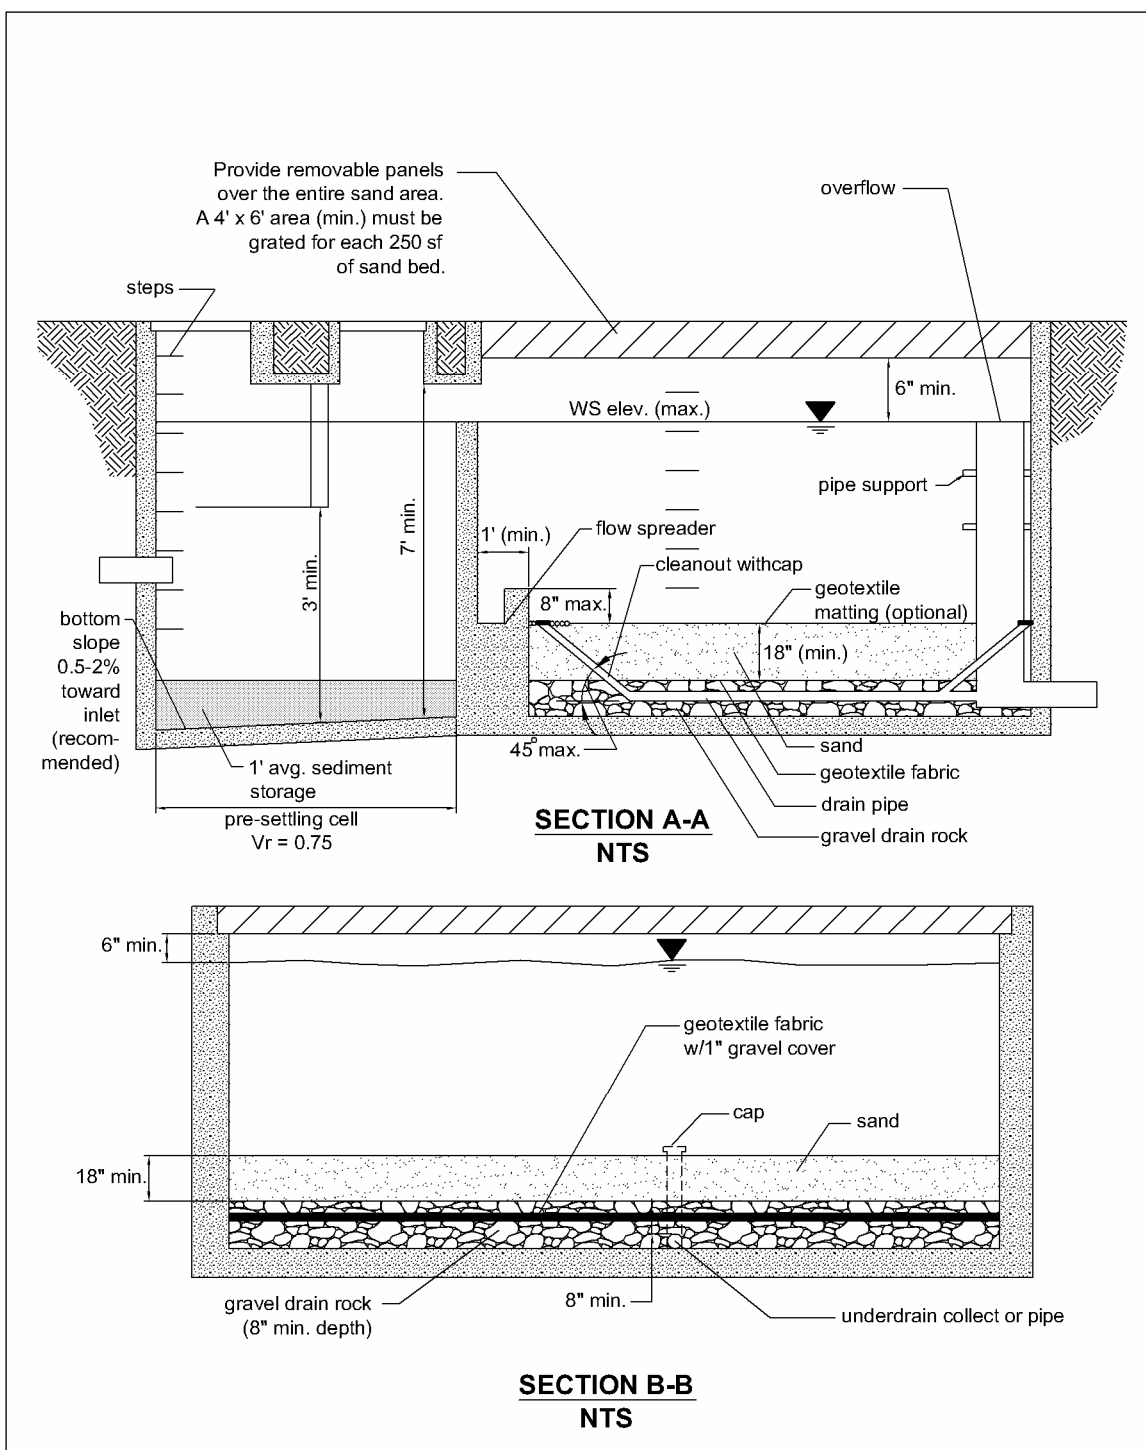 Provide removable panels
over the entire sand area.
A 4' x 6' area (min.) must be
grated for each 250 sf
of sand bed.
overflow
steps
6" min.
WS elev. (max.)
pipe support
7' min.
1' (min.)
flow spreader
cleanout withcap
3' min.
8" max.
geotextile
matting (optional)
bottom
slope
0.5-2%
toward
inlet
(recom-
mended)
18" (min.)
45° max.
sand
1' avg. sediment
storage
geotextile fabric
drain pipe
pre-settling cell
Vr = 0.75
gravel drain rock
SECTION A-A
NTS
6" min.
geotextile fabric
w/1" gravel cover
cap
sand
18" min.
gravel drain rock
(8" min. depth)
8" min.
underdrain collect or pipe
SECTION B-B
NTS